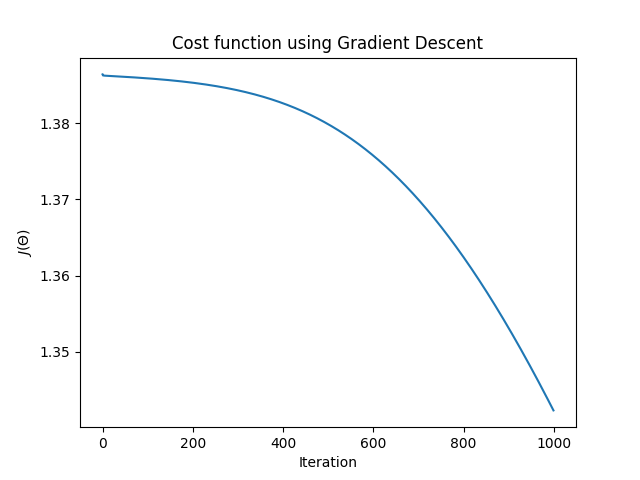 Cost function using Gradient Descent
1.38
1.37
1.36
1.35
J(Θ)
0 200 400 600 800 1000
Iteration